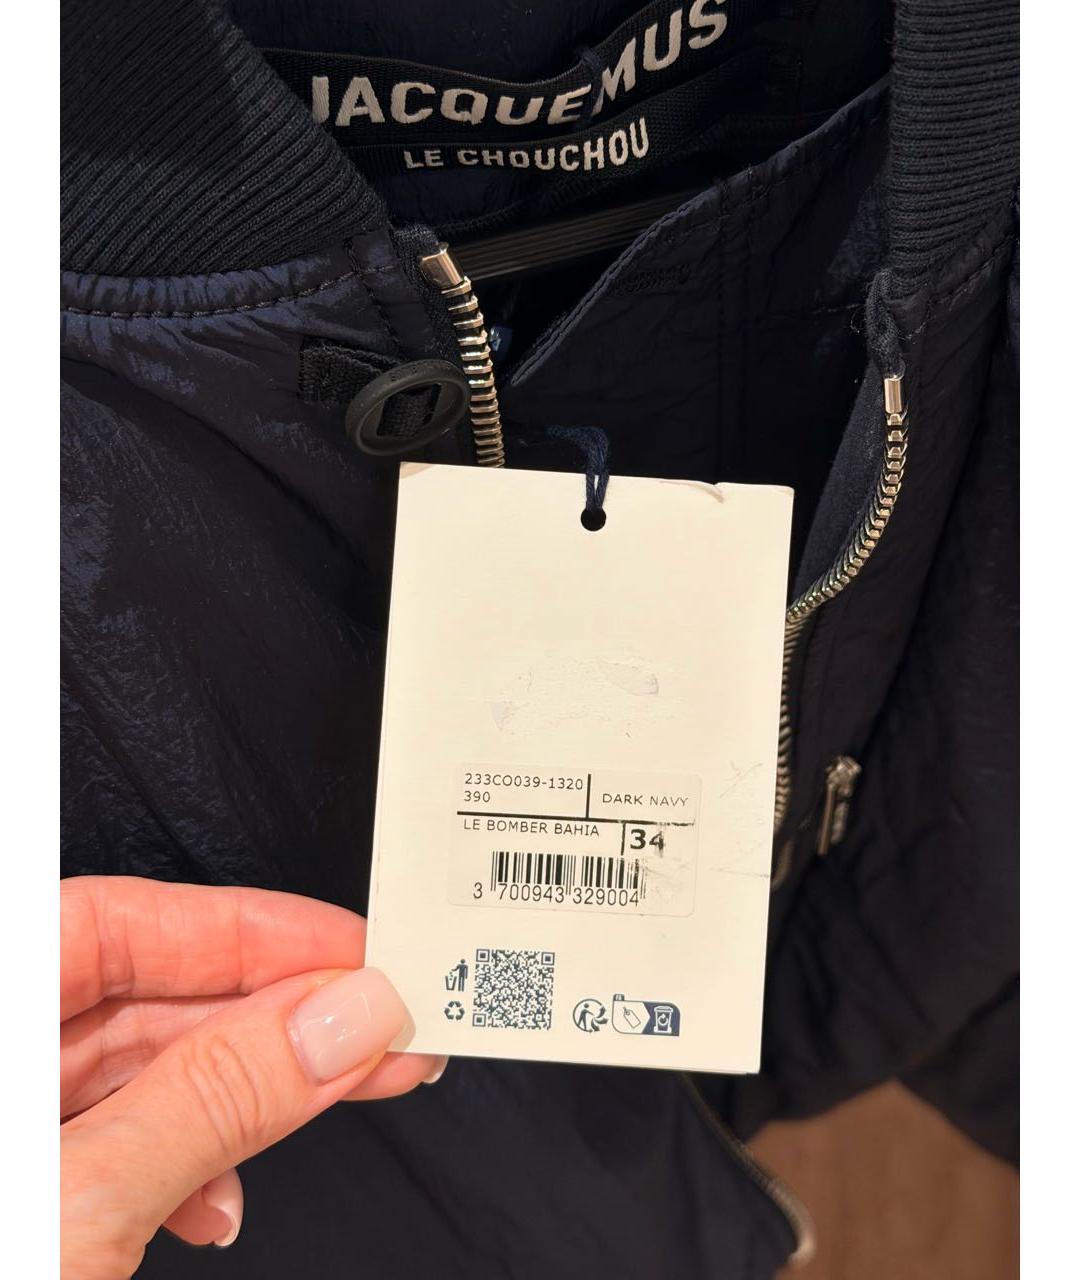 JACQUEMUS
LE CHOUCHOU
233CO039-1320
390
DARK NAVY
LE BOMBER BAHIA
34
3 700943 329004